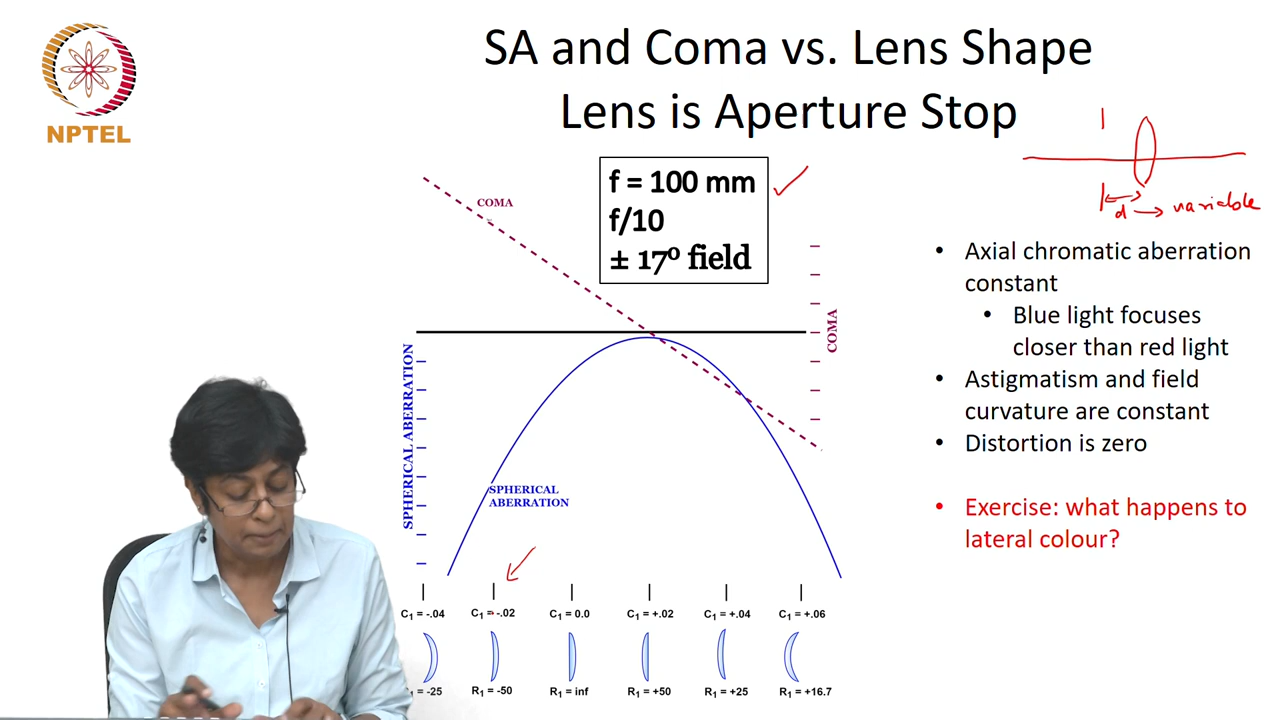 NPTEL
SA and Coma vs. Lens Shape
Lens is Aperture Stop
f = 100 mm
f/10
± 17º field
COMA
COMA
SPHERICAL ABERRATION
SPHERICAL
ABERRATION
C₁ = -.04
C₁ = -.02
C₁ = 0.0
C₁ = +.02
C₁ = +.04
C₁ = +.06
₁ = -25
R₁ = -50
R₁ = inf
R₁ = +50
R₁ = +25
R₁ = +16.7
d → variable
• Axial chromatic aberration
constant
• Blue light focuses
closer than red light
• Astigmatism and field
curvature are constant
• Distortion is zero
• Exercise: what happens to
lateral colour?